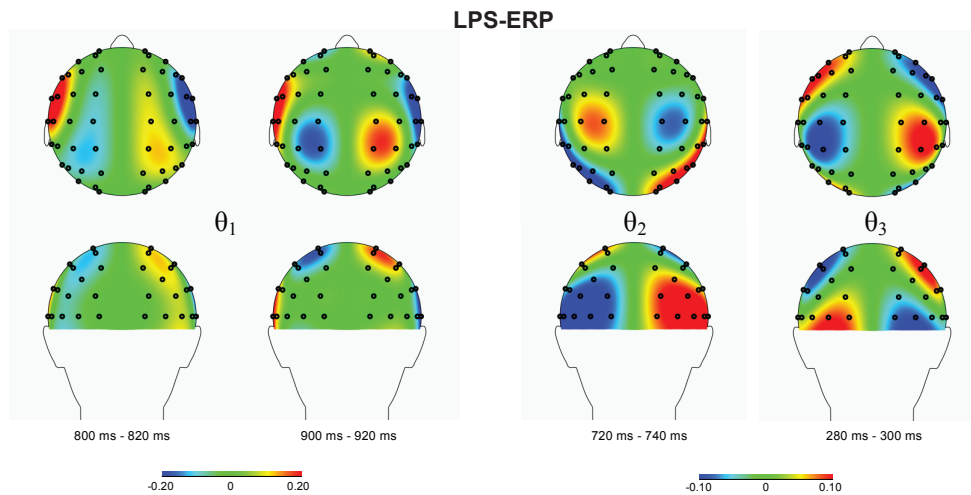 LPS-ERP
θ1 θ2 θ3
800 ms - 820 ms 900 ms - 920 ms 720 ms - 740 ms 280 ms - 300 ms
-0.20 0 0.20 -0.10 0 0.10